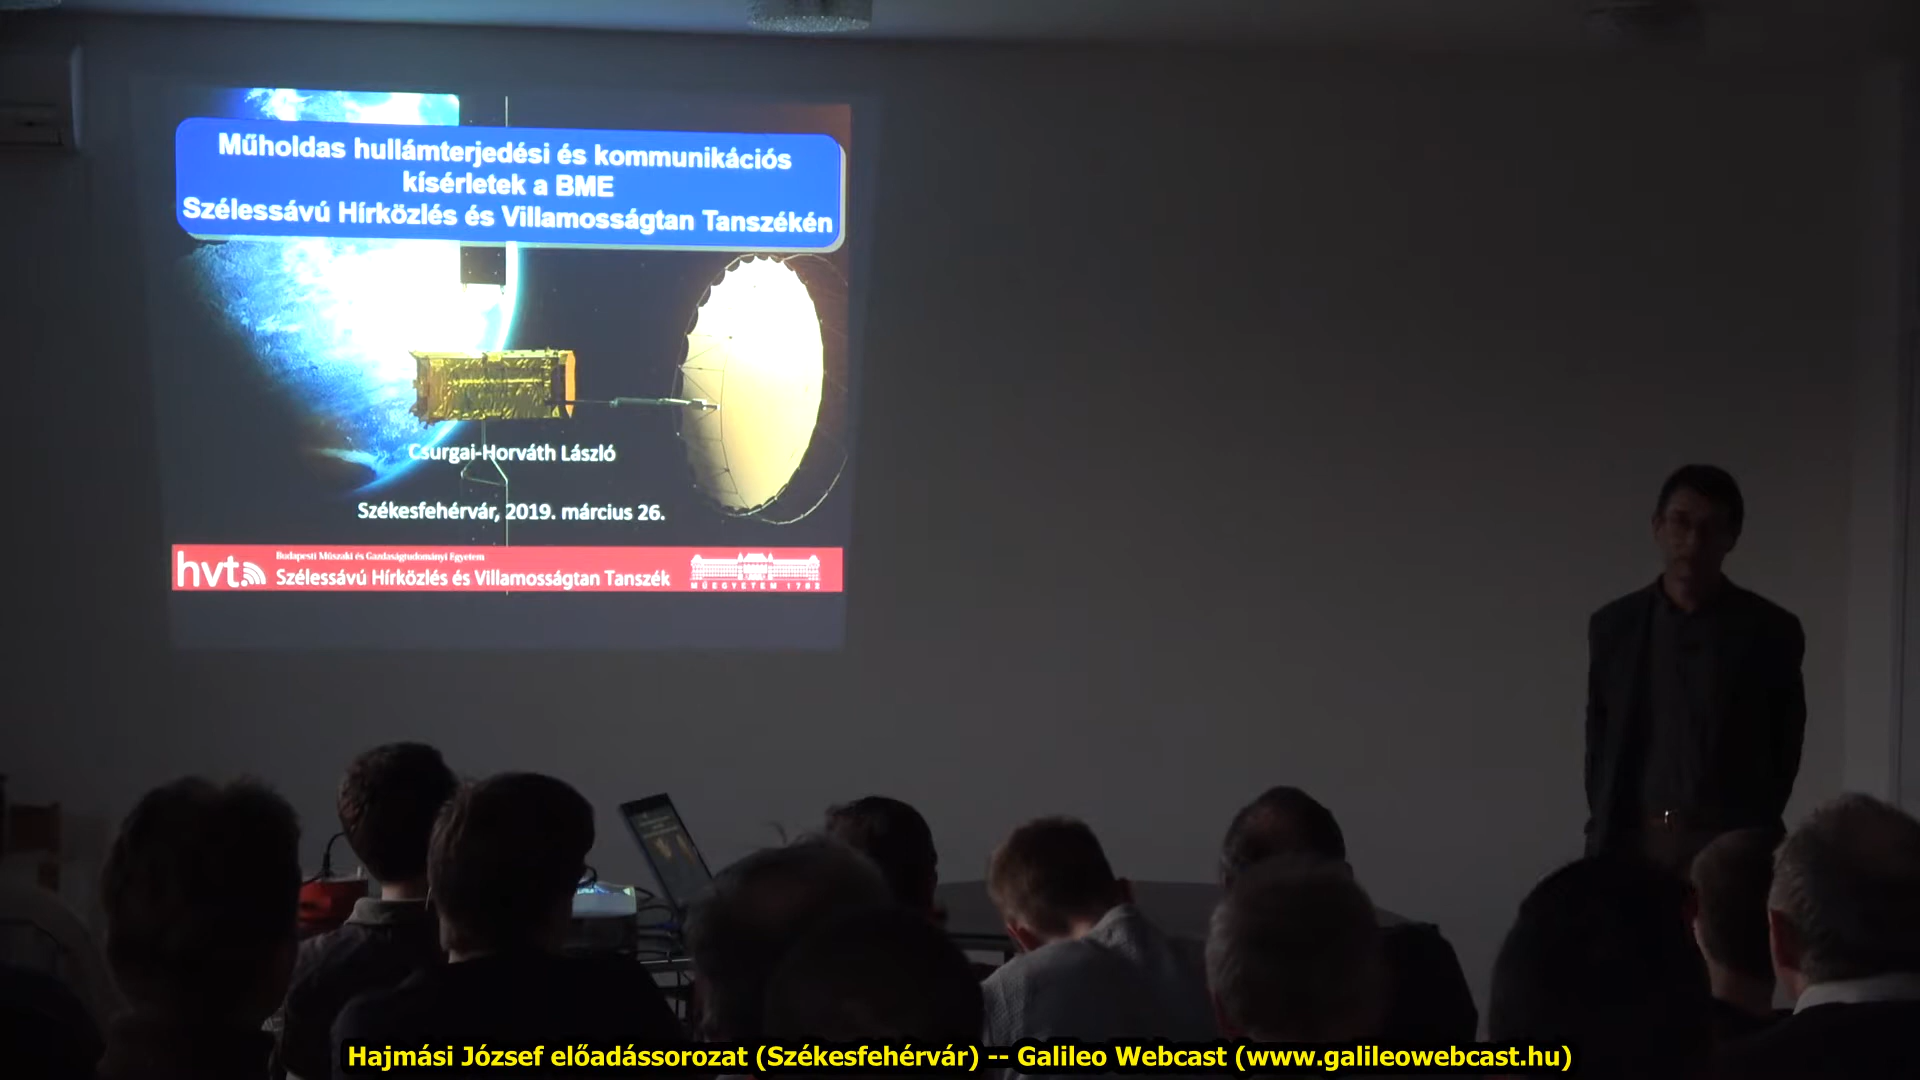 Műholdas hullámterjedési és kommunikációs
kísérletek a BME
Szélessávú Hírközlés és Villamosságtan Tanszékén
Csurgai-Horváth László
Székesfehérvár, 2019. március 26.
hvt
Budapesti Műszaki és Gazdaságtudományi Egyetem
Szélessávú Hírközlés és Villamosságtan Tanszék
MŰEGYETEM 1782
Hajmási József előadássorozat (Székesfehérvár) -- Galileo Webcast (www.galileowebcast.hu)